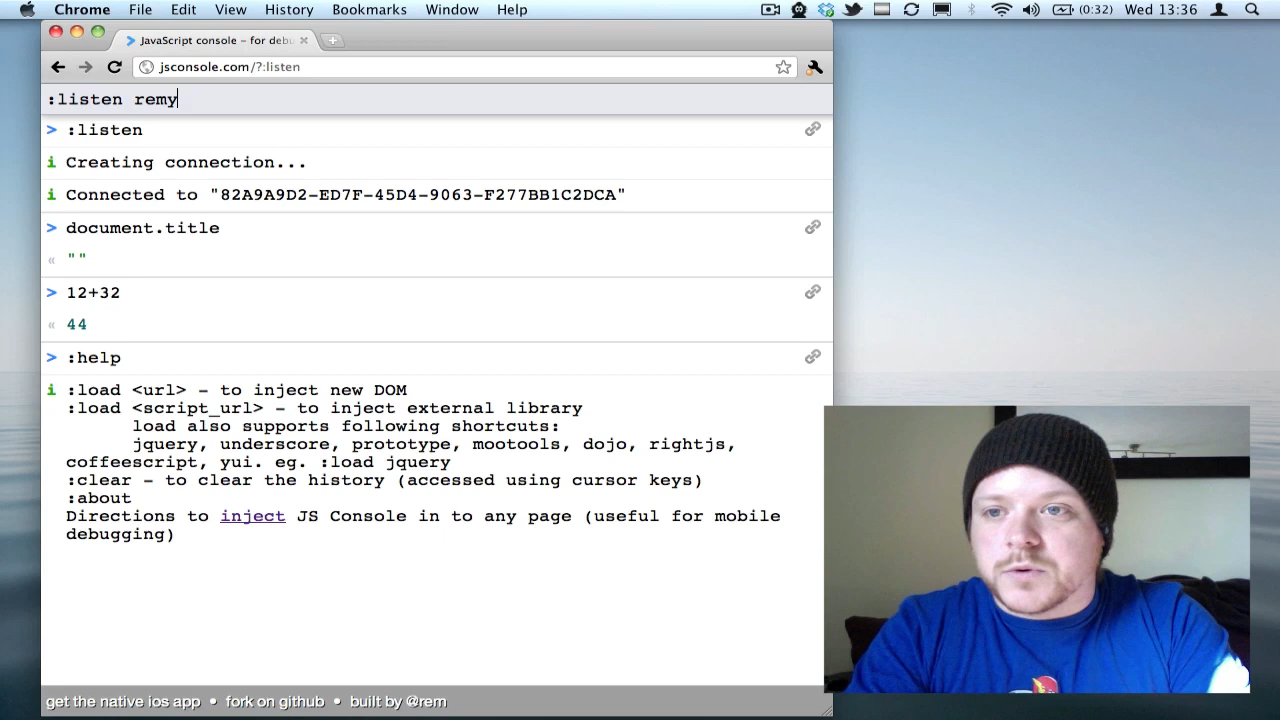 Chrome File Edit View History Bookmarks Window Help (0:32) Wed 13:36
JavaScript console – for debu
jsconsole.com/?:listen
:listen remy
> :listen
i Creating connection...
i Connected to "82A9A9D2-ED7F-45D4-9063-F277BB1C2DCA"
> document.title
« ""
> 12+32
« 44
> :help
i :load <url> - to inject new DOM
:load <script_url> - to inject external library
load also supports following shortcuts:
jquery, underscore, prototype, mootools, dojo, rightjs,
coffeescript, yui. eg. :load jquery
:clear - to clear the history (accessed using cursor keys)
:about
Directions to inject JS Console in to any page (useful for mobile
debugging)
get the native ios app • fork on github • built by @rem